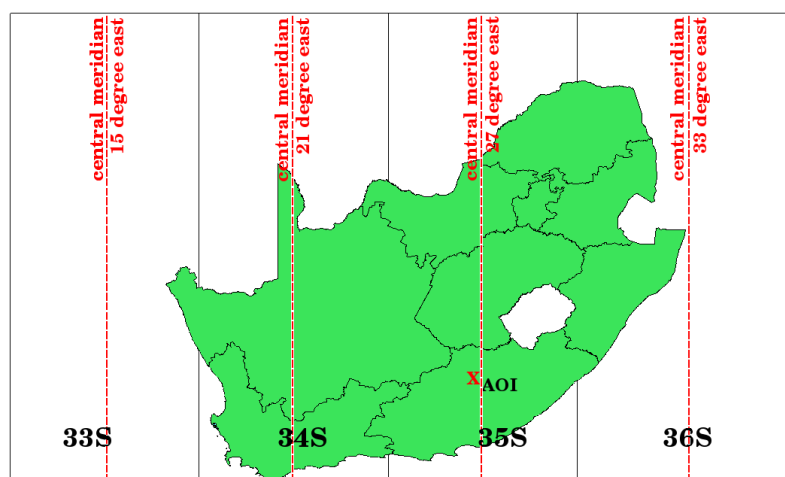 central meridian
15 degree east
central meridian
21 degree east
central meridian
27 degree east
central meridian
33 degree east
X
AOI
33S
34S
35S
36S